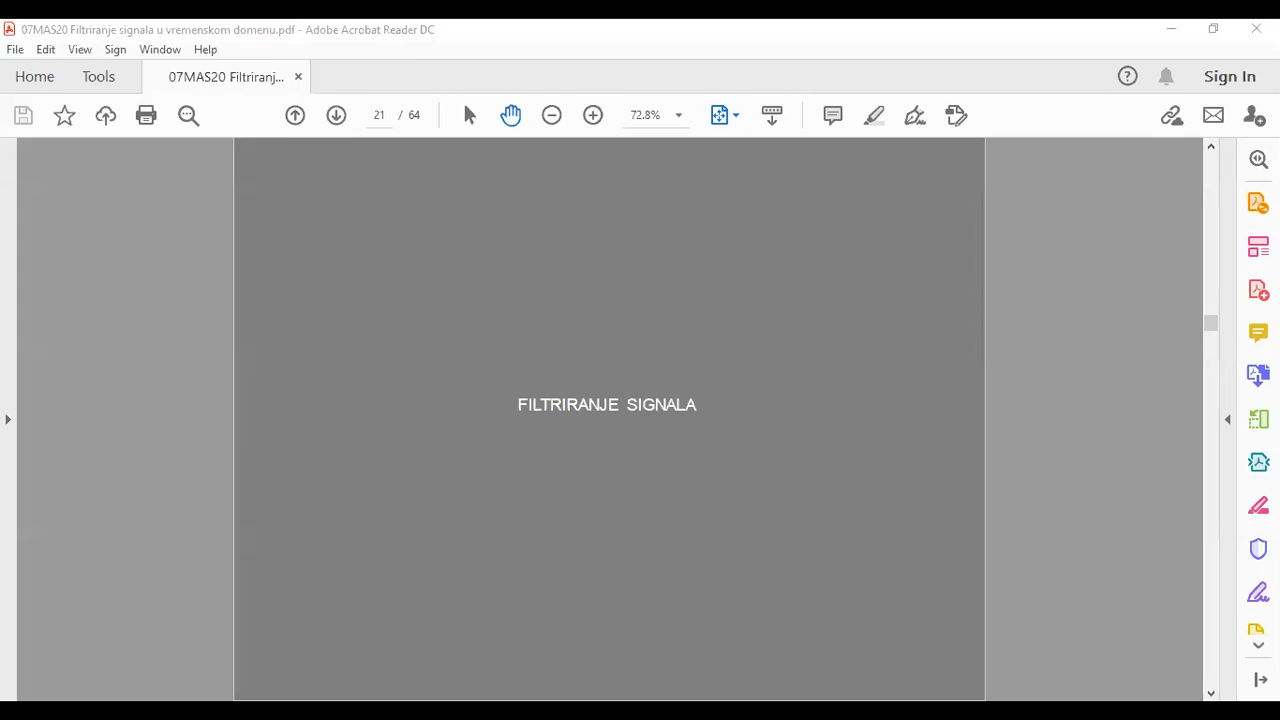 07MAS20 Filtriranje signala u vremenskom domenu.pdf - Adobe Acrobat Reader DC
File Edit View Sign Window Help
Home Tools 07MAS20 Filtriranj... Sign In
21 / 64 72.8%
FILTRIRANJE SIGNALA